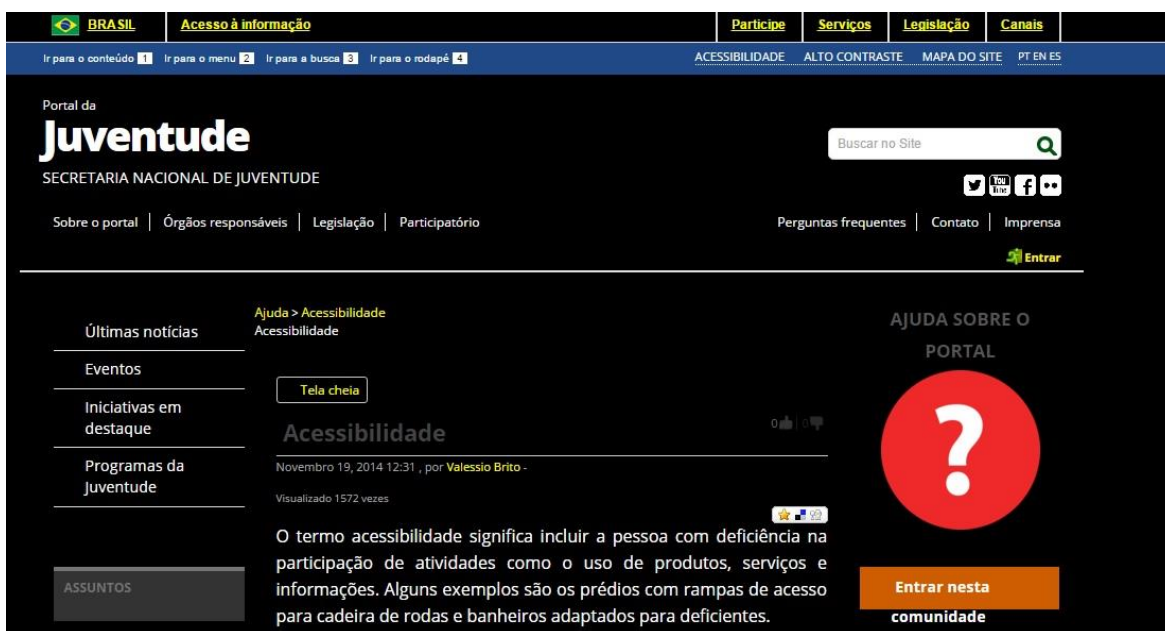 BRASIL Acesso à informação Participe Serviços Legislação Canais
Ir para o conteúdo 1 Ir para o menu 2 Ir para a busca 3 Ir para o rodapé 4 ACESSIBILIDADE ALTO CONTRASTE MAPA DO SITE PT EN ES
Portal da
Juventude
Buscar no Site
SECRETARIA NACIONAL DE JUVENTUDE
You Tube f
Sobre o portal Órgãos responsáveis Legislação Participatório Perguntas frequentes Contato Imprensa
Entrar
Últimas notícias
Eventos
Iniciativas em
destaque
Programas da
Juventude
ASSUNTOS
Ajuda > Acessibilidade
Acessibilidade
Tela cheia
Acessibilidade
0 | 0
Novembro 19, 2014 12:31 , por Valessio Brito -
Visualizado 1572 vezes
O termo acessibilidade significa incluir a pessoa com deficiência na
participação de atividades como o uso de produtos, serviços e
informações. Alguns exemplos são os prédios com rampas de acesso
para cadeira de rodas e banheiros adaptados para deficientes.
AJUDA SOBRE O
PORTAL
?
Entrar nesta
comunidade